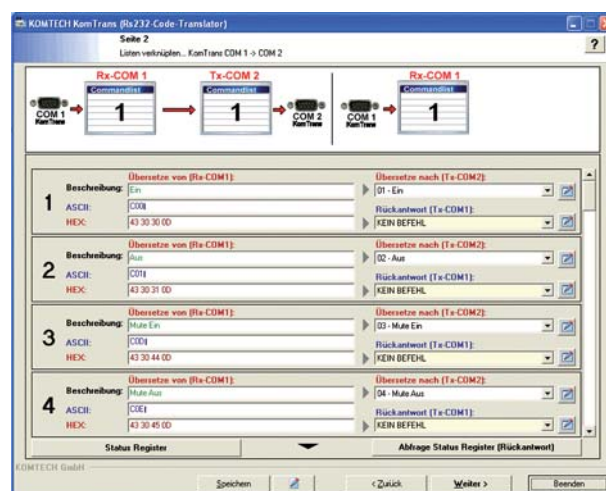 KOMTECH KomTrans (Rs232-Code-Translator)
Seite 2
Listen verknüpfen... KomTrans COM 1 -> COM 2
?
Rx-COM 1
Tx-COM 2
Rx-COM 1
Commandlist
Commandlist
Commandlist
COM 1
KomTrans
1
1
COM 2
KomTrans
COM 1
KomTrans
1
Übersetze von (Rx-COM1):
Übersetze nach (Tx-COM2):
1
Beschreibung:
Ein
01 - Ein
Rückantwort (Tx-COM1):
ASCII:
C00
HEX:
43 30 30 0D
KEIN BEFEHL
Übersetze von (Rx-COM1):
Übersetze nach (Tx-COM2):
2
Beschreibung:
Aus
02 - Aus
Rückantwort (Tx-COM1):
ASCII:
C01
HEX:
43 30 31 0D
KEIN BEFEHL
Übersetze von (Rx-COM1):
Übersetze nach (Tx-COM2):
3
Beschreibung:
Mute Ein
03 - Mute Ein
Rückantwort (Tx-COM1):
ASCII:
C0D
HEX:
43 30 44 0D
KEIN BEFEHL
Übersetze von (Rx-COM1):
Übersetze nach (Tx-COM2):
4
Beschreibung:
Mute Aus
04 - Mute Aus
Rückantwort (Tx-COM1):
ASCII:
C0E
HEX:
43 30 45 0D
KEIN BEFEHL
Status Register
Abfrage Status Register (Rückantwort)
KOMTECH GmbH
Speichern
< Zurück
Weiter >
Beenden